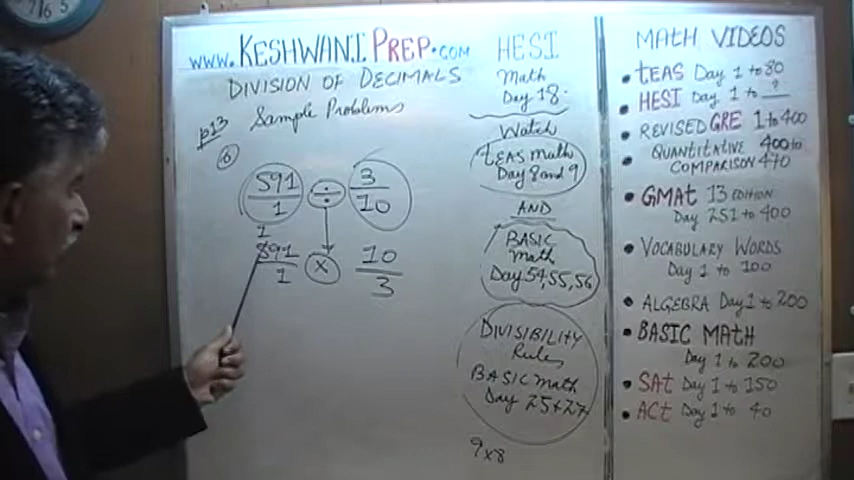 www.KESHWANI PREP.com
DIVISION OF DECIMALS
Sample Problems
p13
6
591 ÷ 3
1 10
1
591 x 10
1 3
HESI
Math
Day 18.
Watch
TEAS math
Day 8 and 9
AND
BASIC
Math
Day 54,55,56
DIVISIBILITY
Rules
BASIC math
Day 25+27
9x8
MATH VIDEOS
• TEAS Day 1 to 80
• HESI Day 1 to ?
• REVISED GRE 1 to 400
• QUANTITATIVE 400 to
COMPARISON 470
• GMAT 13 EDITION
Day 251 to 400
• VOCABULARY WORDS
Day 1 to 100
• ALGEBRA Day 1 to 200
• BASIC MATH
Day 1 to 200
• SAT Day 1 to 150
• ACT Day 1 to 40